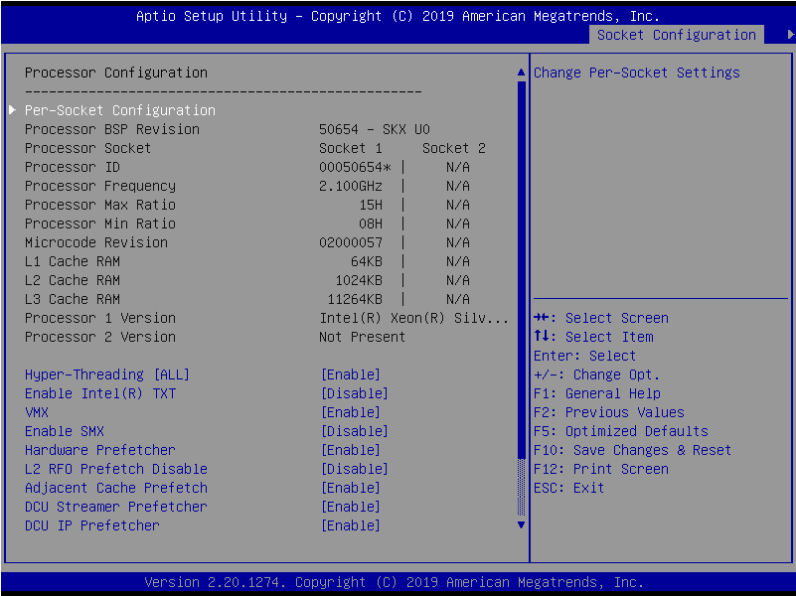 Aptio Setup Utility – Copyright (C) 2019 American Megatrends, Inc.
Socket Configuration
Processor Configuration
--------------------------------------------------
Per-Socket Configuration
Processor BSP Revision 50654 - SKX U0
Processor Socket Socket 1 Socket 2
Processor ID 00050654* | N/A
Processor Frequency 2.100GHz | N/A
Processor Max Ratio 15H | N/A
Processor Min Ratio 08H | N/A
Microcode Revision 02000057 | N/A
L1 Cache RAM 64KB | N/A
L2 Cache RAM 1024KB | N/A
L3 Cache RAM 11264KB | N/A
Processor 1 Version Intel(R) Xeon(R) Silv...
Processor 2 Version Not Present
Hyper-Threading [ALL] [Enable]
Enable Intel(R) TXT [Disable]
VMX [Enable]
Enable SMX [Disable]
Hardware Prefetcher [Enable]
L2 RFO Prefetch Disable [Disable]
Adjacent Cache Prefetch [Enable]
DCU Streamer Prefetcher [Enable]
DCU IP Prefetcher [Enable]
Change Per-Socket Settings
→←: Select Screen
↑↓: Select Item
Enter: Select
+/-: Change Opt.
F1: General Help
F2: Previous Values
F5: Optimized Defaults
F10: Save Changes & Reset
F12: Print Screen
ESC: Exit
Version 2.20.1274. Copyright (C) 2019 American Megatrends, Inc.